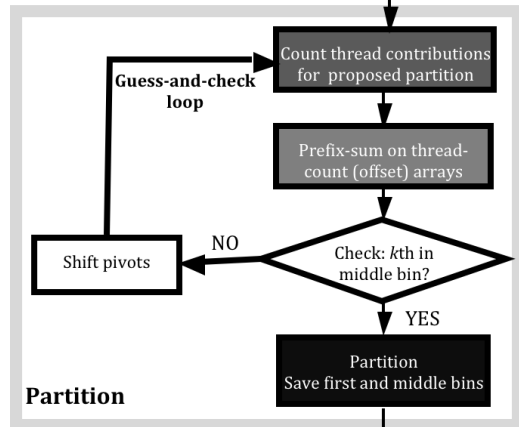 Count thread contributions
for proposed partition
Guess-and-check
loop
Prefix-sum on thread-
count (offset) arrays
Check: kth in
middle bin?
NO
Shift pivots
YES
Partition
Save first and middle bins
Partition